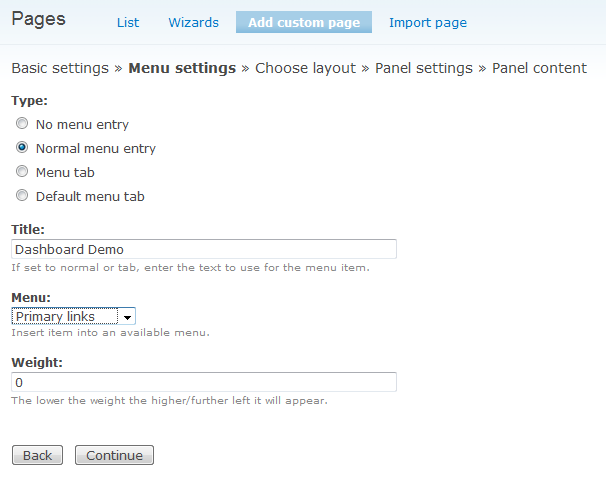 Pages List Wizards Add custom page Import page
Basic settings » Menu settings » Choose layout » Panel settings » Panel content
Type:
No menu entry
Normal menu entry
Menu tab
Default menu tab
Title:
Dashboard Demo
If set to normal or tab, enter the text to use for the menu item.
Menu:
Primary links
Insert item into an available menu.
Weight:
0
The lower the weight the higher/further left it will appear.
Back Continue